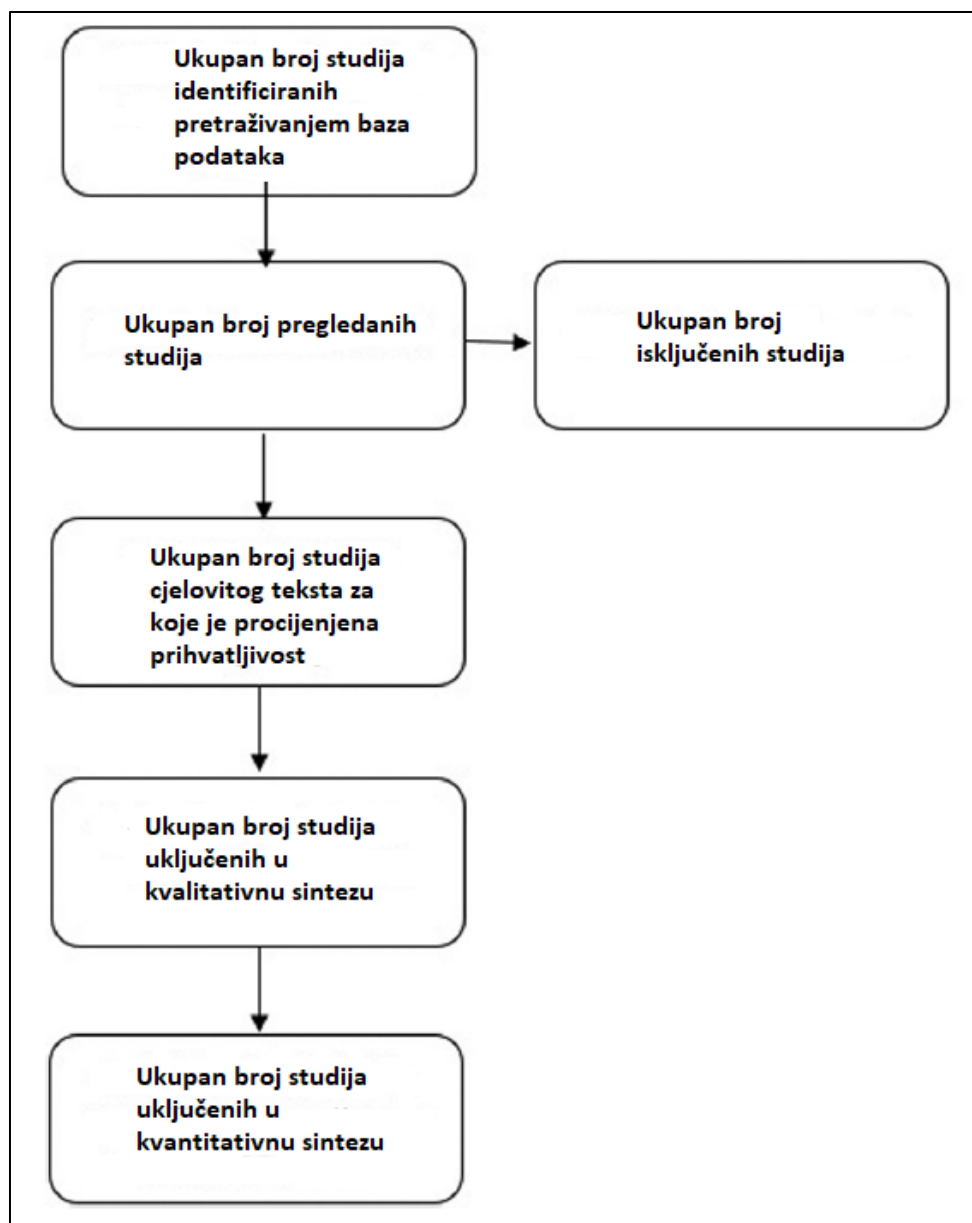 Ukupan broj studija
identificiranih
pretraživanjem baza
podataka
Ukupan broj pregledanih
studija
Ukupan broj
isključenih studija
Ukupan broj studija
cjelovitog teksta za
koje je procijenjena
prihvatljivost
Ukupan broj studija
uključenih u
kvalitativnu sintezu
Ukupan broj studija
uključenih u
kvantitativnu sintezu